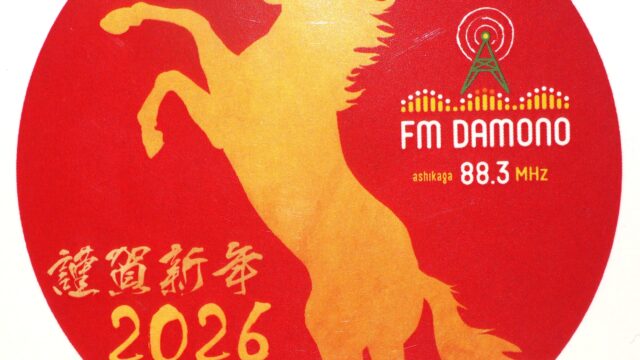 FM DAMONO
ashikaga 88.3 MHz
謹賀新年
2026